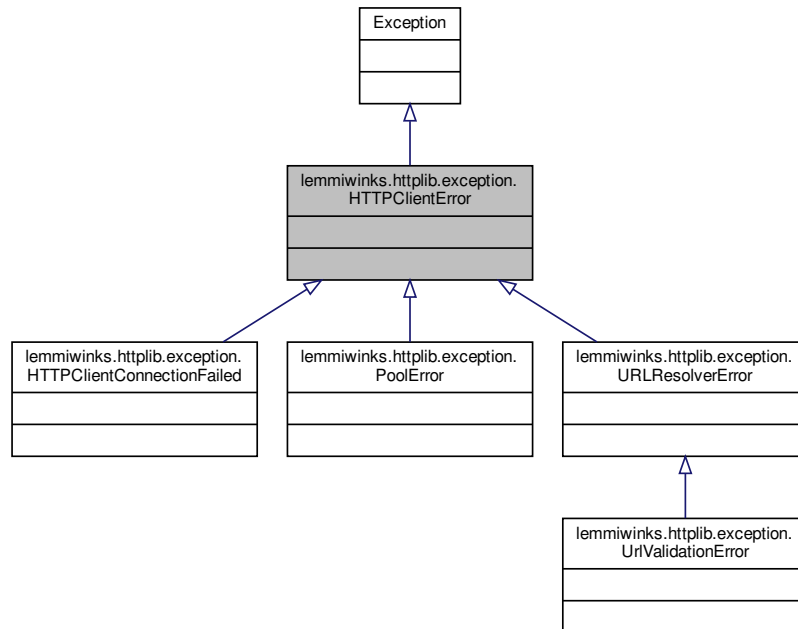 Exception
lemmiwinks.httplib.exception.
HTTPClientError
lemmiwinks.httplib.exception.
HTTPClientConnectionFailed
lemmiwinks.httplib.exception.
PoolError
lemmiwinks.httplib.exception.
URLResolverError
lemmiwinks.httplib.exception.
UrlValidationError